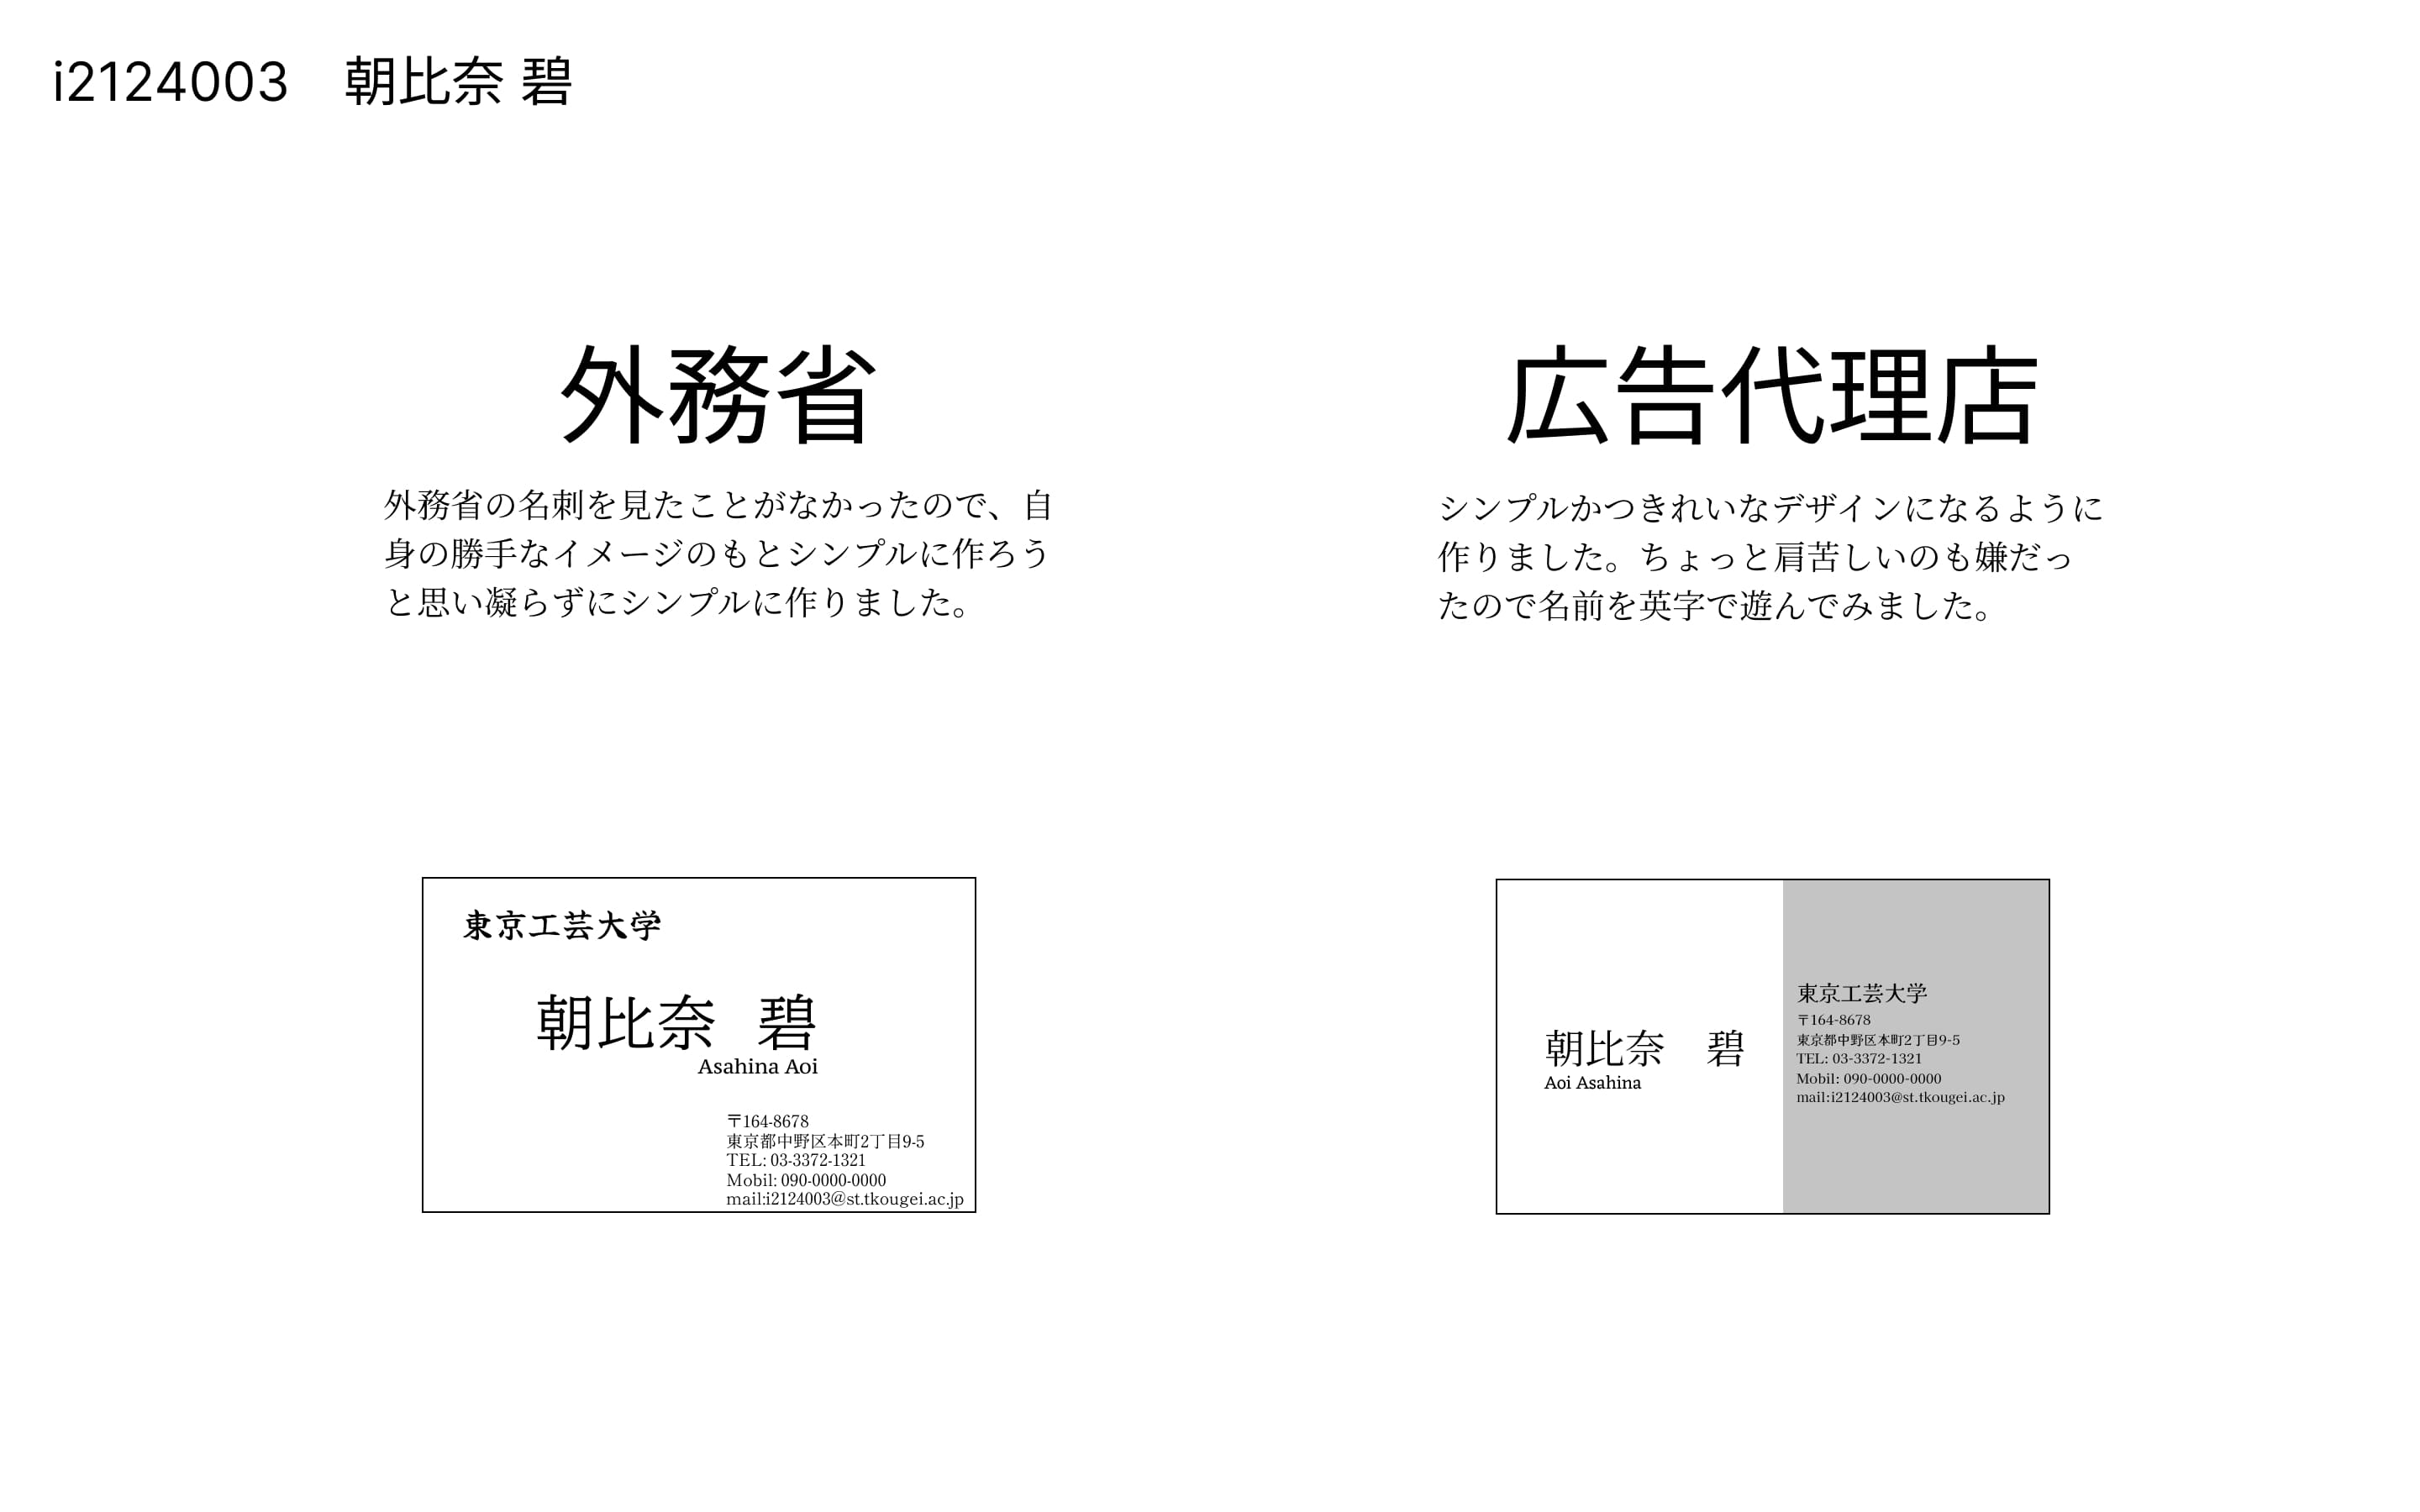 i2124003　朝比奈 碧
外務省
外務省の名刺を見たことがなかったので、自
身の勝手なイメージのもとシンプルに作ろう
と思い凝らずにシンプルに作りました。
東京工芸大学
朝比奈 碧
Asahina Aoi
〒164-8678
東京都中野区本町2丁目9-5
TEL: 03-3372-1321
Mobil: 090-0000-0000
mail:i2124003@st.tkougei.ac.jp
広告代理店
シンプルかつきれいなデザインになるように
作りました。ちょっと肩苦しいのも嫌だっ
たので名前を英字で遊んでみました。
朝比奈　碧
Aoi Asahina
東京工芸大学
〒164-8678
東京都中野区本町2丁目9-5
TEL: 03-3372-1321
Mobil: 090-0000-0000
mail:i2124003@st.tkougei.ac.jp